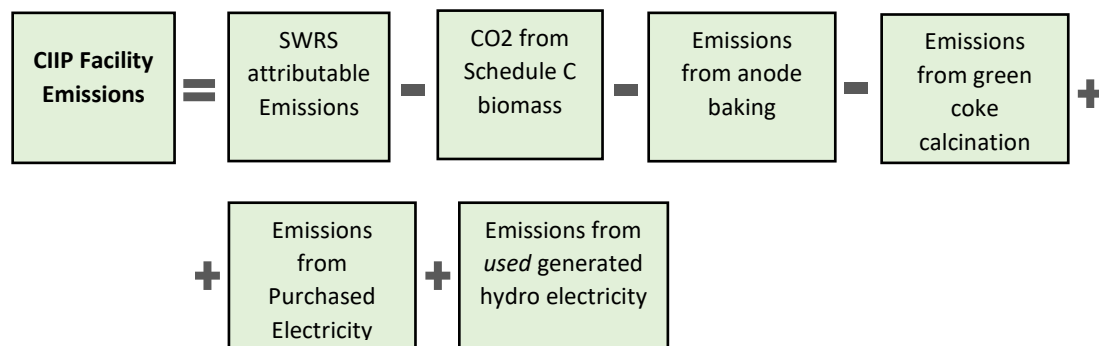 CIIP Facility
Emissions
=
SWRS
attributable
Emissions
-
CO2 from
Schedule C
biomass
-
Emissions
from anode
baking
-
Emissions
from green
coke
calcination
+
+
Emissions
from
Purchased
Electricity
+
Emissions from
used generated
hydro electricity